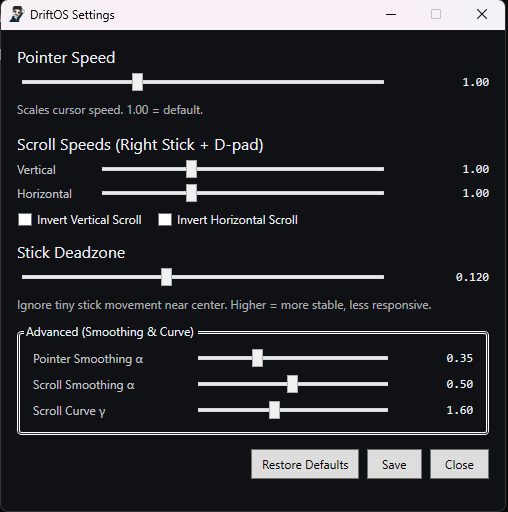 DriftOS Settings
Pointer Speed
1.00
Scales cursor speed. 1.00 = default.
Scroll Speeds (Right Stick + D-pad)
Vertical 1.00
Horizontal 1.00
Invert Vertical Scroll Invert Horizontal Scroll
Stick Deadzone
0.120
Ignore tiny stick movement near center. Higher = more stable, less responsive.
Advanced (Smoothing & Curve)
Pointer Smoothing α 0.35
Scroll Smoothing α 0.50
Scroll Curve γ 1.60
Restore Defaults Save Close